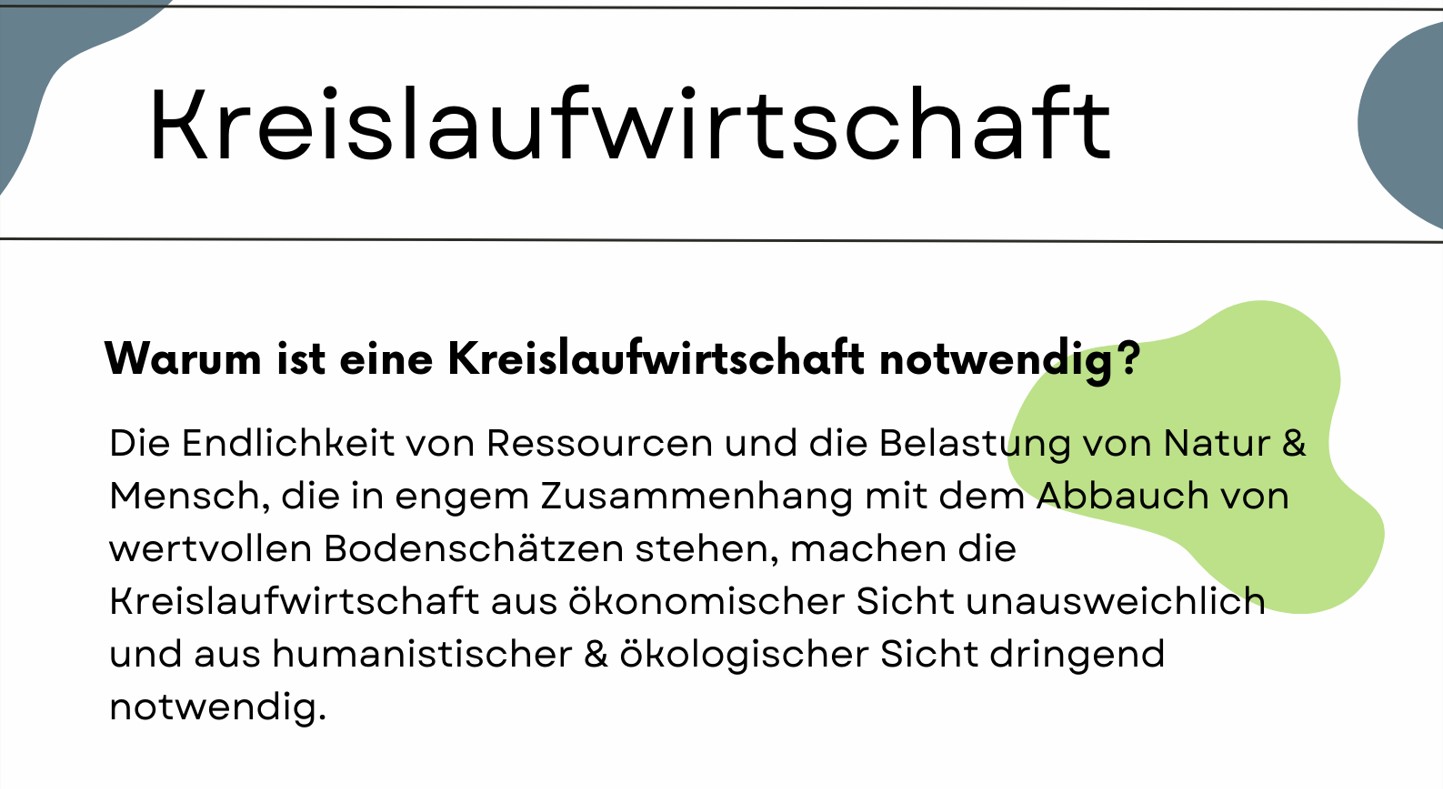 Kreislaufwirtschaft
Warum ist eine Kreislaufwirtschaft notwendig?
Die Endlichkeit von Ressourcen und die Belastung von Natur &
Mensch, die in engem Zusammenhang mit dem Abbauch von
wertvollen Bodenschätzen stehen, machen die
Kreislaufwirtschaft aus ökonomischer Sicht unausweichlich
und aus humanistischer & ökologischer Sicht dringend
notwendig.